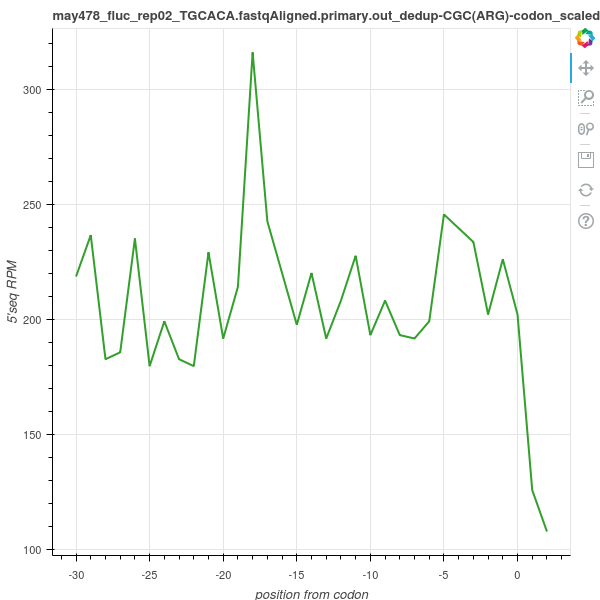 may478_fluc_rep02_TGCACA.fastqAligned.primary.out_dedup-CGC(ARG)-codon_scaled
300
250
200
150
100
5'seq RPM
-30 -25 -20 -15 -10 -5 0
position from codon